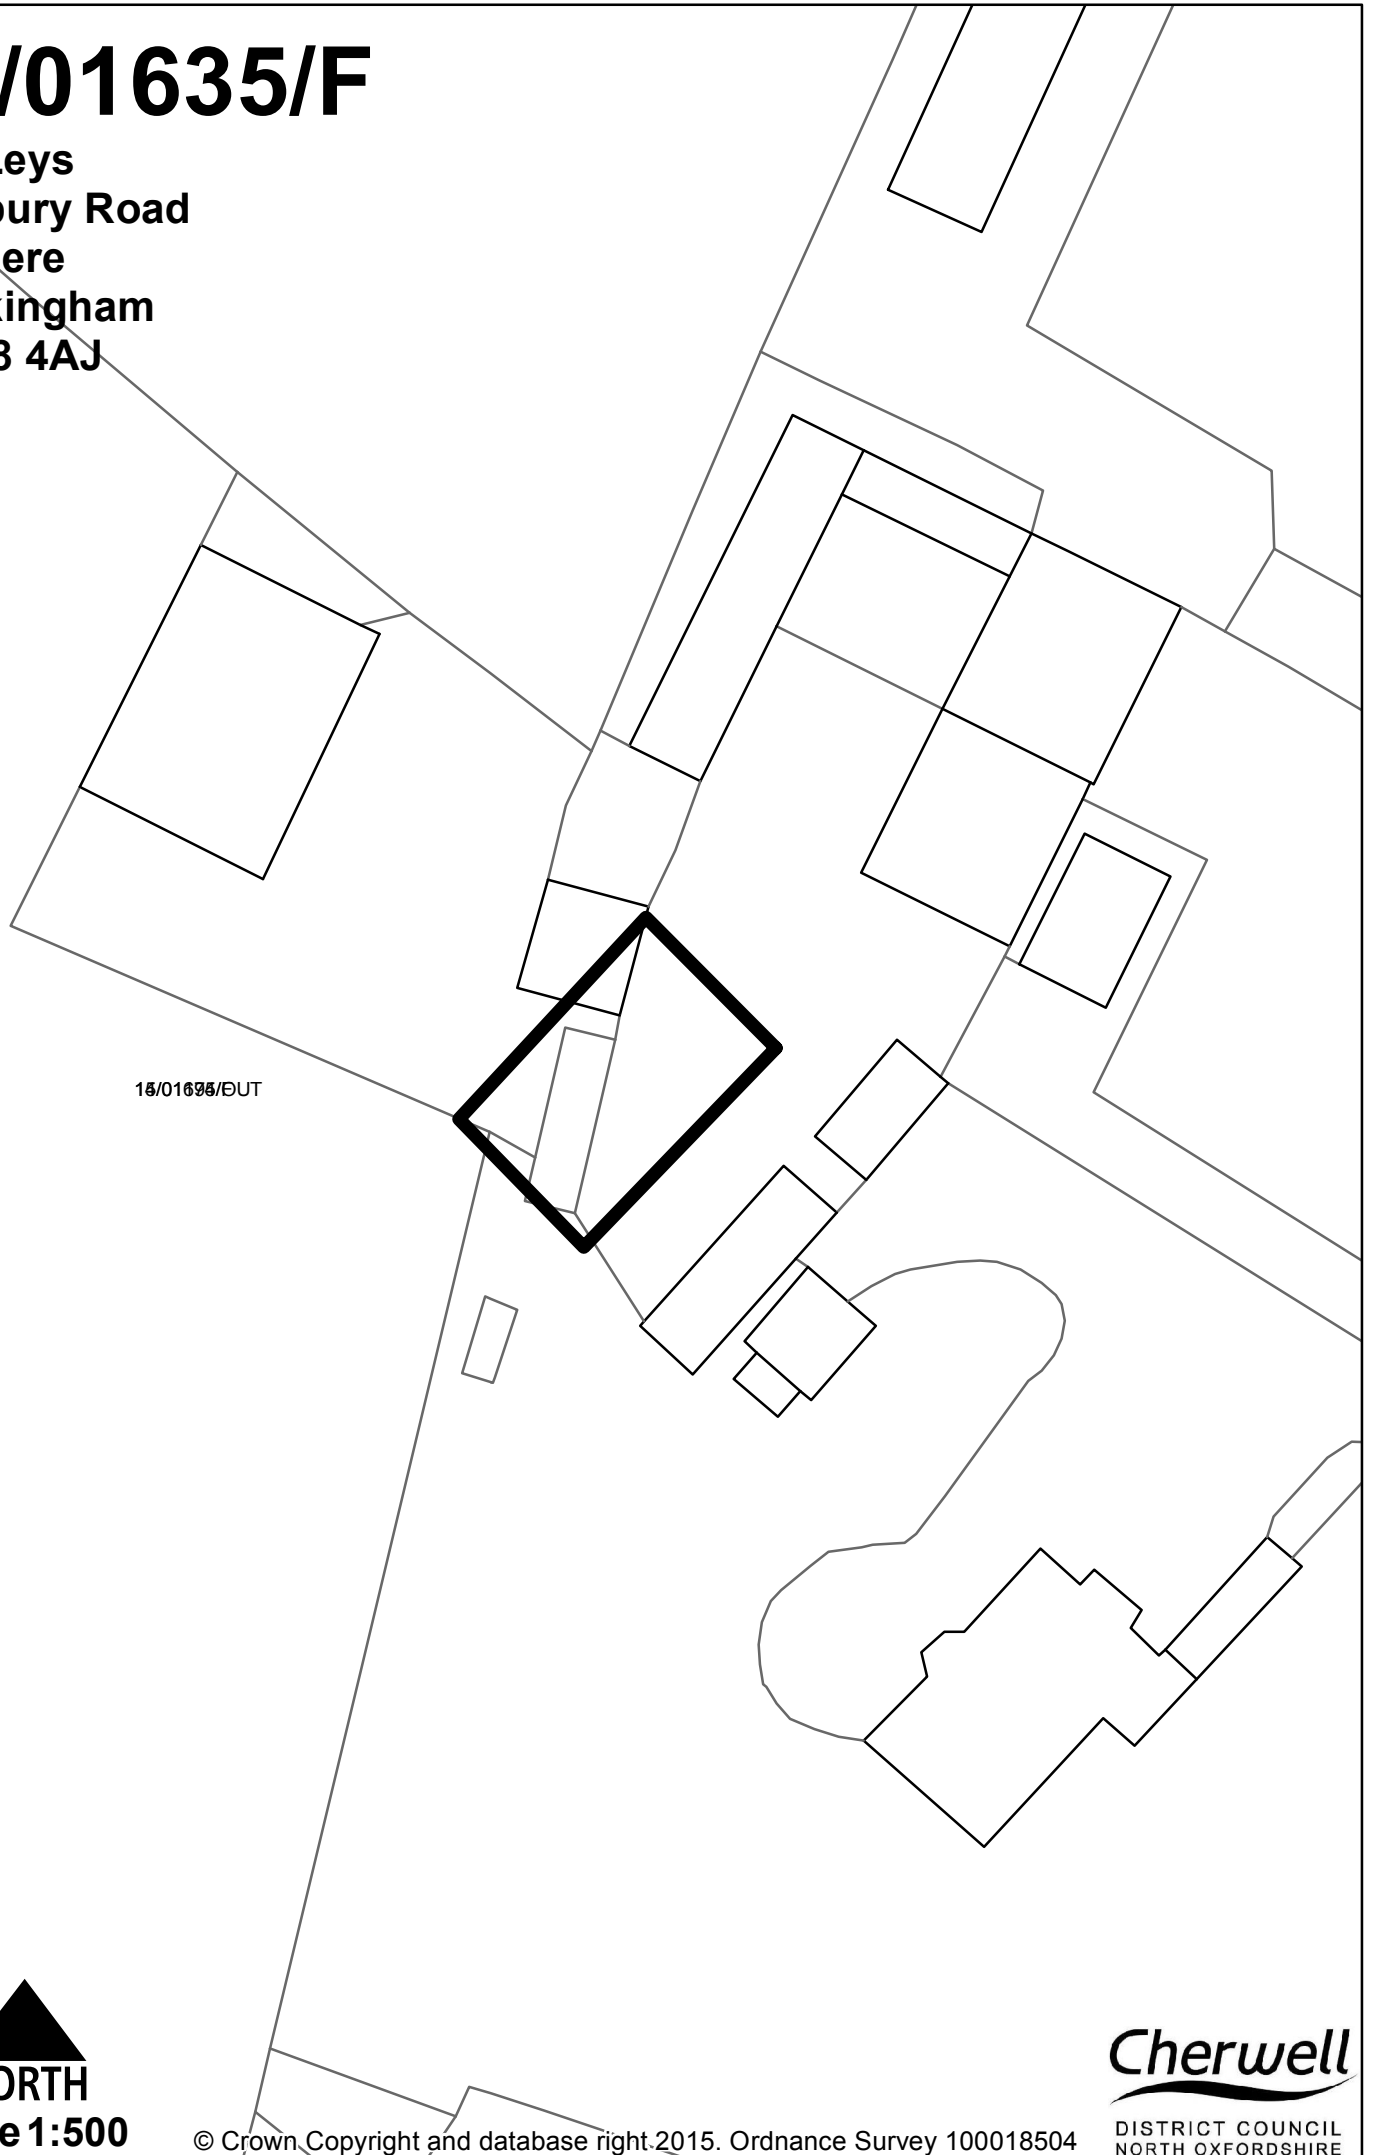 /01635/F
Leys
bury Road
ere
kingham
3 4AJ
ORTH
e 1:500
© Crown Copyright and database right 2015. Ordnance Survey 100018504
Cherwell
DISTRICT COUNCIL
NORTH OXFORDSHIRE